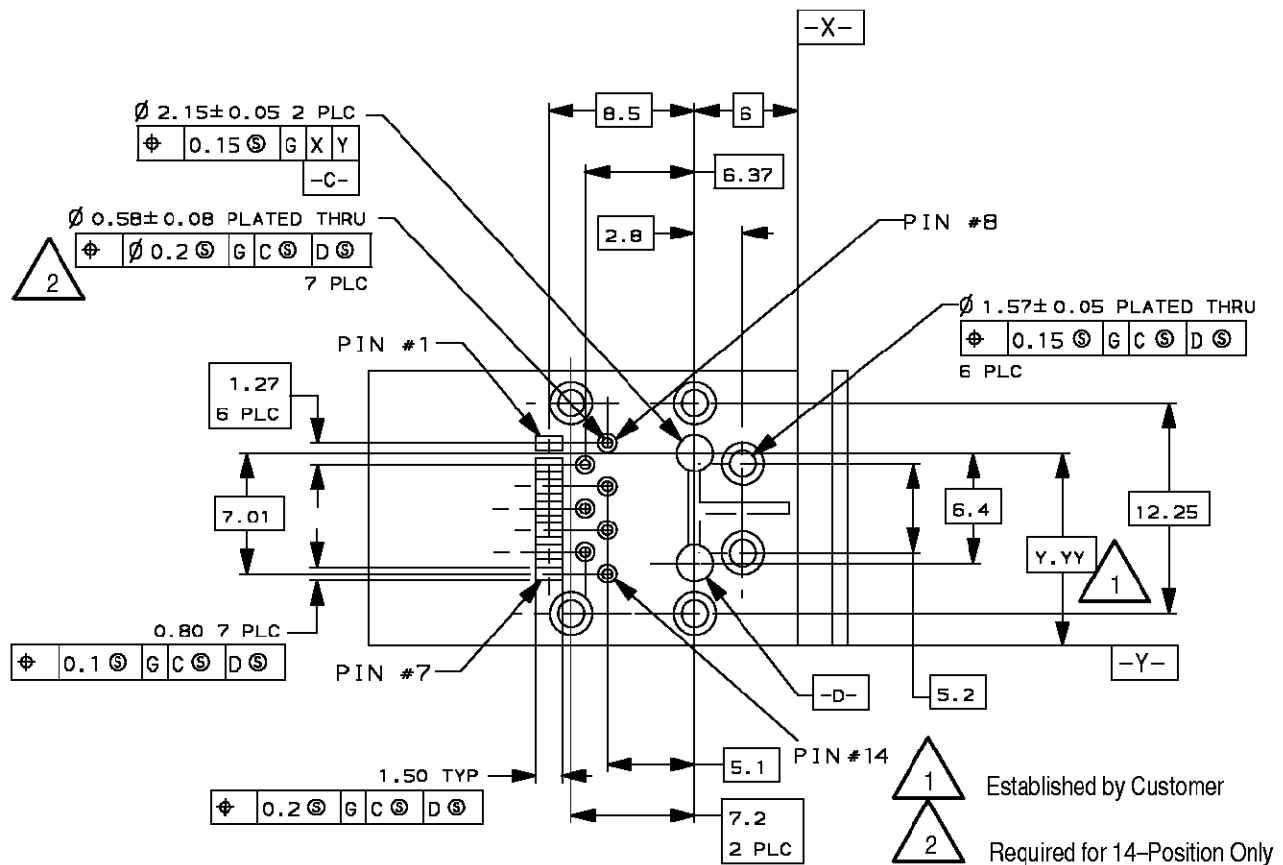 -X-
8.5
6
Ø 2.15±0.05 2 PLC
⌖ 0.15 Ⓢ G X Y
-C-
6.37
Ø 0.58±0.08 PLATED THRU
⌖ Ø 0.2 Ⓢ G C Ⓢ D Ⓢ
7 PLC
2
2.8
PIN #8
Ø 1.57±0.05 PLATED THRU
⌖ 0.15 Ⓢ G C Ⓢ D Ⓢ
6 PLC
PIN #1
1.27
6 PLC
7.01
6.4
12.25
Y.YY
1
0.80 7 PLC
⌖ 0.1 Ⓢ G C Ⓢ D Ⓢ
PIN #7
-D-
5.2
-Y-
PIN #14
5.1
1.50 TYP
⌖ 0.2 Ⓢ G C Ⓢ D Ⓢ
7.2
2 PLC
1 Established by Customer
2 Required for 14–Position Only